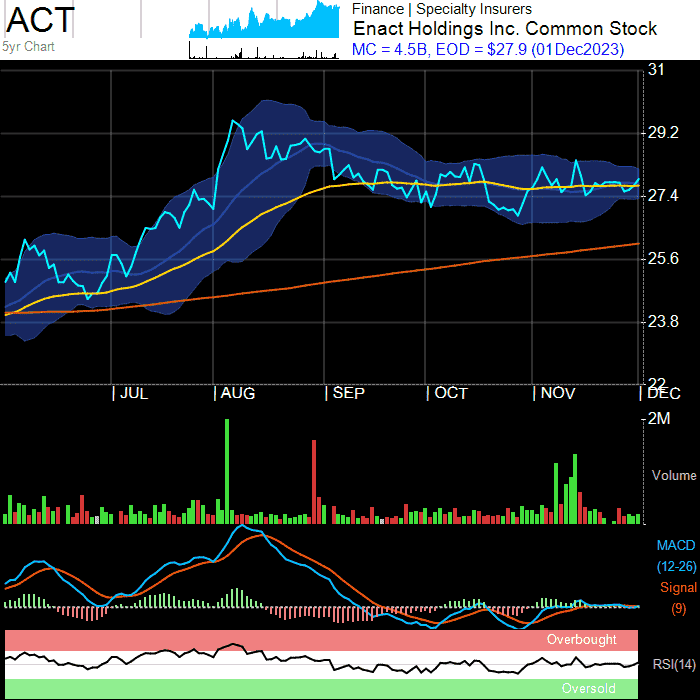 ACT
5yr Chart
Finance | Specialty Insurers
Enact Holdings Inc. Common Stock
MC = 4.5B, EOD = $27.9 (01Dec2023)
31
29.2
27.4
25.6
23.8
22
JUL AUG SEP OCT NOV DEC
2M
Volume
MACD
(12-26)
Signal
(9)
Overbought
RSI(14)
Oversold